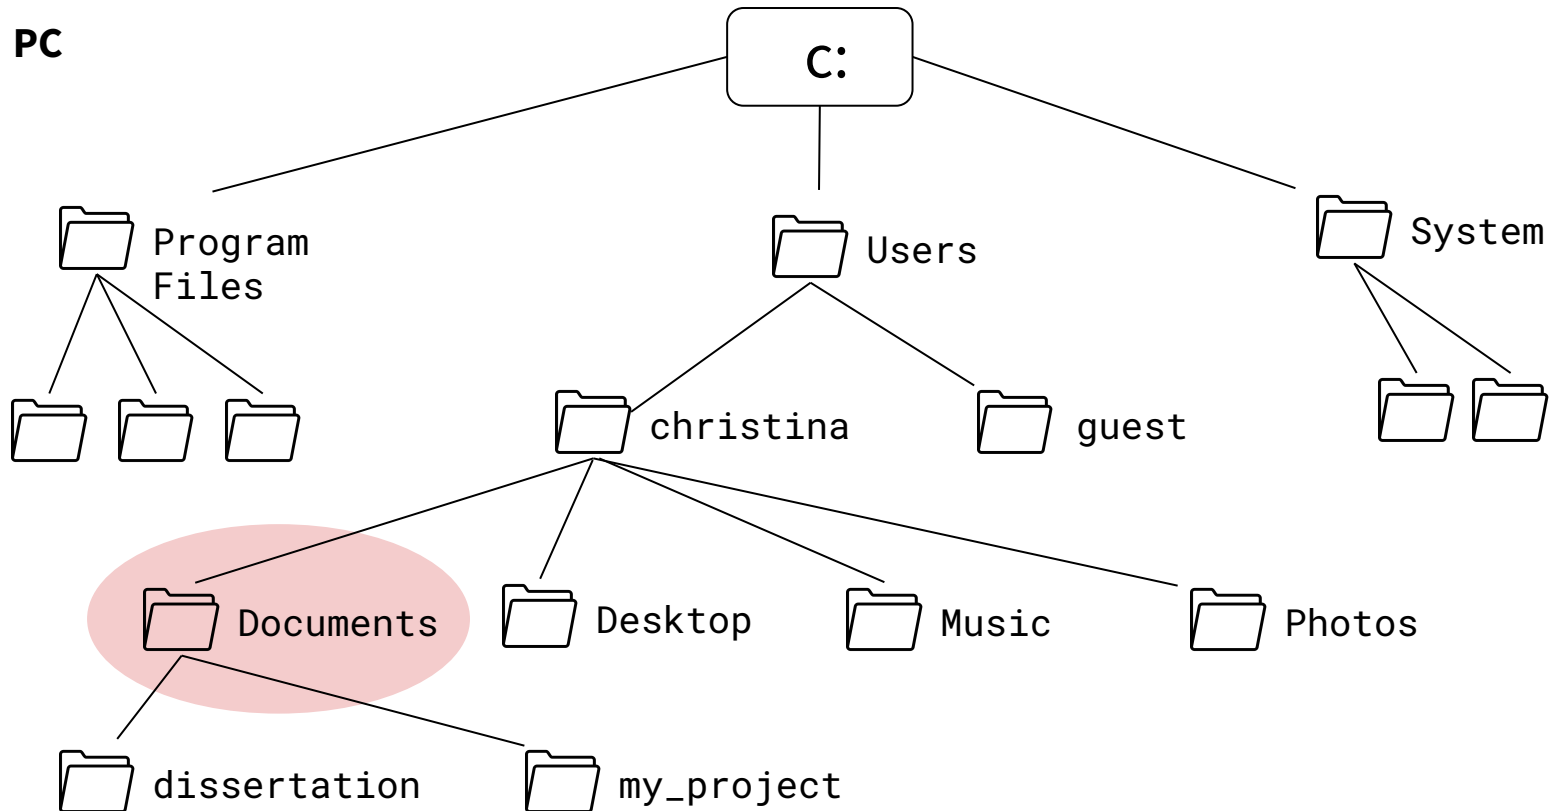 PC
C:
Program
Files
Users
System
christina
guest
Documents
Desktop
Music
Photos
dissertation
my_project